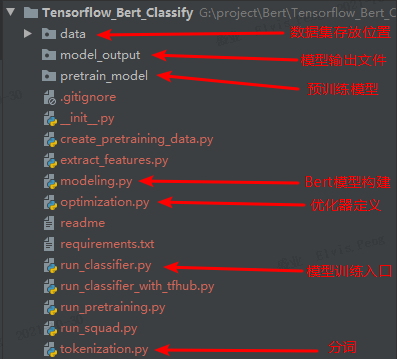 Tensorflow_Bert_Classify G:\project\Bert\Tensorflow_Bert_C
data 数据集存放位置
model_output 模型输出文件
pretrain_model 预训练模型
.gitignore
__init__.py
create_pretraining_data.py
extract_features.py
modeling.py Bert模型构建
optimization.py 优化器定义
readme
requirements.txt
run_classifier.py 模型训练入口
run_classifier_with_tfhub.py
run_pretraining.py
run_squad.py
tokenization.py 分词